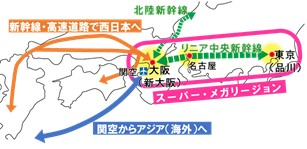 北陸新幹線
新幹線・高速道路で西日本へ
リニア中央新幹線
東京
(品川)
名古屋
関空
大阪
(新大阪)
スーパー・メガリージョン
関空からアジア(海外)へ